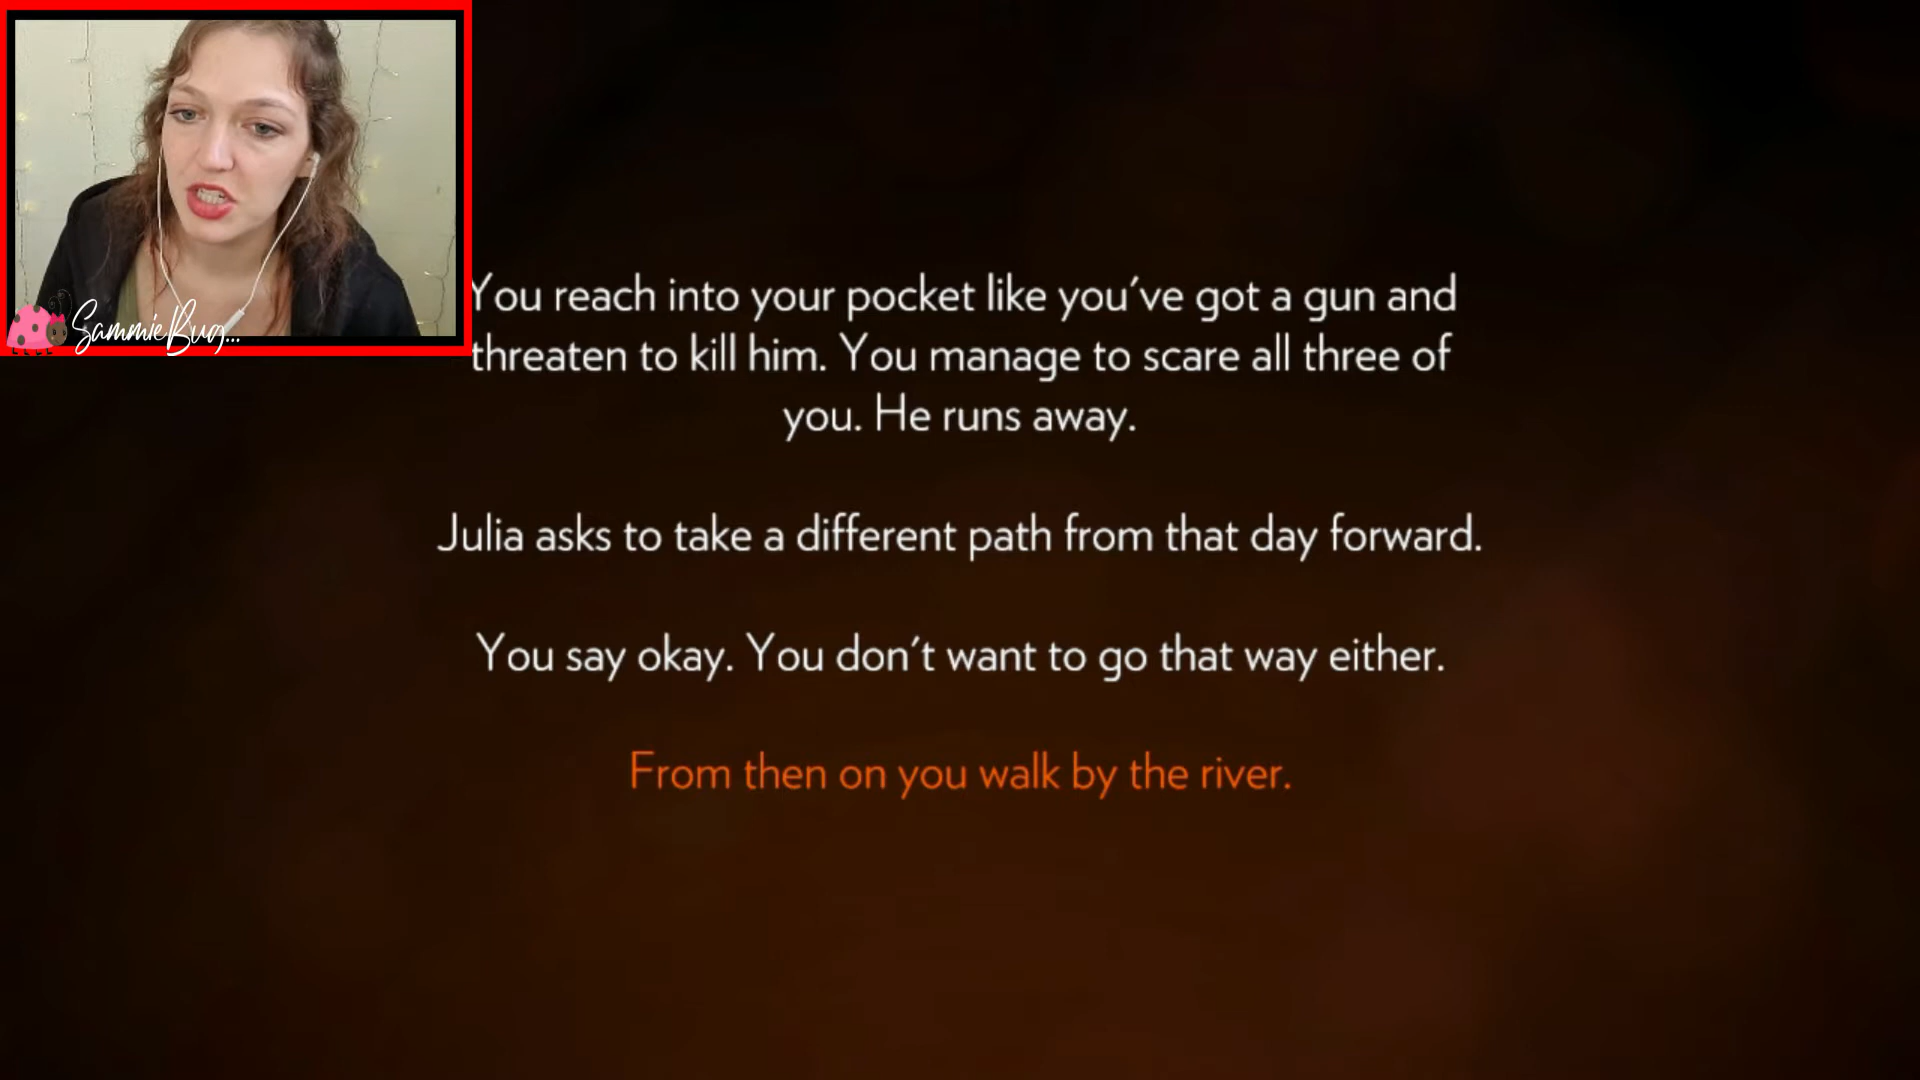 SammieBug...
You reach into your pocket like you've got a gun and
threaten to kill him. You manage to scare all three of
you. He runs away.
Julia asks to take a different path from that day forward.
You say okay. You don't want to go that way either.
From then on you walk by the river.